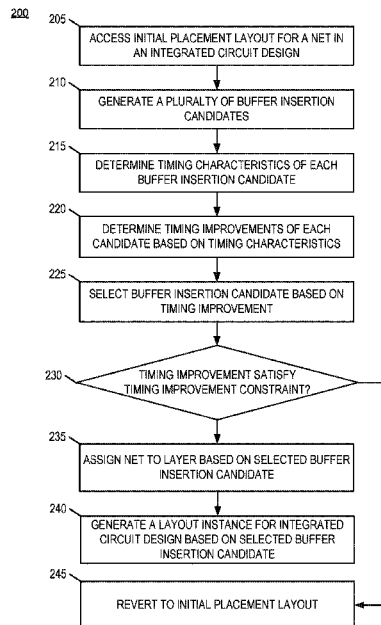 200
205
ACCESS INITIAL PLACEMENT LAYOUT FOR A NET IN
AN INTEGRATED CIRCUIT DESIGN
210
GENERATE A PLURALTY OF BUFFER INSERTION
CANDIDATES
215
DETERMINE TIMING CHARACTERISTICS OF EACH
BUFFER INSERTION CANDIDATE
220
DETERMINE TIMING IMPROVEMENTS OF EACH
CANDIDATE BASED ON TIMING CHARACTERISTICS
225
SELECT BUFFER INSERTION CANDIDATE BASED ON
TIMING IMPROVEMENT
230
TIMING IMPROVEMENT SATISFY
TIMING IMPROVEMENT CONSTRAINT?
235
ASSIGN NET TO LAYER BASED ON SELECTED BUFFER
INSERTION CANDIDATE
240
GENERATE A LAYOUT INSTANCE FOR INTEGRATED
CIRCUIT DESIGN BASED ON SELECTED BUFFER
INSERTION CANDIDATE
245
REVERT TO INITIAL PLACEMENT LAYOUT